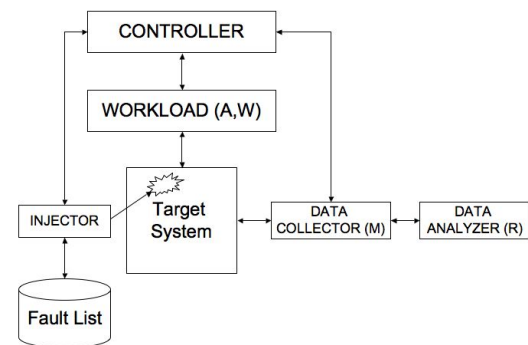 CONTROLLER
WORKLOAD (A,W)
Target
System
INJECTOR
DATA
COLLECTOR (M)
DATA
ANALYZER (R)
Fault List